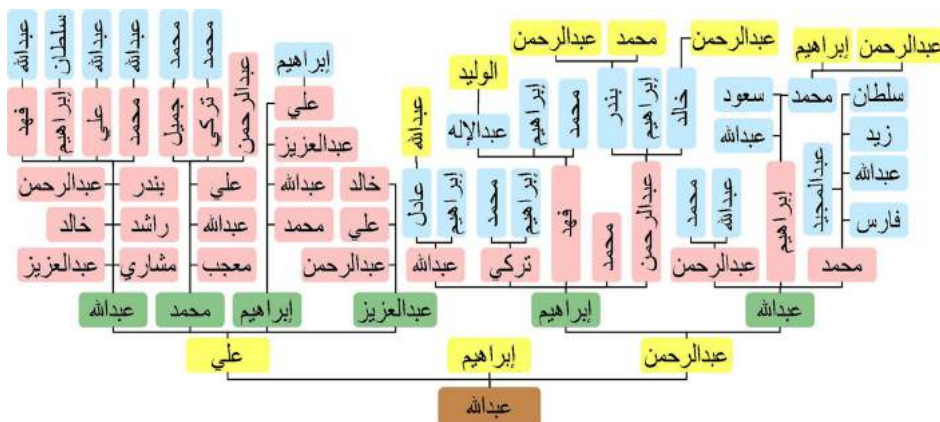 عبدالرحمن
إبراهيم
عبدالرحمن
محمد
عبدالرحمن
الوليد
عبدالله
إبراهيم
محمد
محمد
عبدالله
عبدالله
سلطان
عبدالله
سلطان
محمد
سعود
خالد
إبراهيم
بندر
محمد
إبراهيم
عبدالإله
علي
عبدالرحمن
تركي
جميل
محمد
علي
إبراهيم
فهد
زيد
عبدالله
عبدالعزيز
عبدالله
عبدالمجيد
عبدالله
خالد
علي
بندر
عبدالرحمن
فارس
إبراهيم
عبدالله
محمد
عبدالرحمن
محمد
فهد
إبراهيم
محمد
إبراهيم
عادل
علي
محمد
عبدالله
راشد
خالد
محمد
عبدالرحمن
تركي
عبدالله
عبدالرحمن
معجب
مشاري
عبدالعزيز
عبدالله
إبراهيم
عبدالعزيز
إبراهيم
محمد
عبدالله
عبدالرحمن
إبراهيم
علي
عبدالله